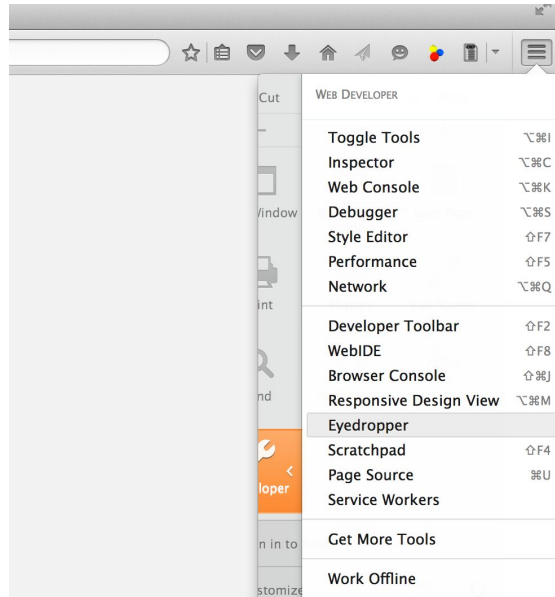 Cut
WEB DEVELOPER
Toggle Tools ⌥⌘I
Inspector ⌥⌘C
Web Console ⌥⌘K
Window
Debugger ⌥⌘S
Style Editor ⇧F7
Performance ⇧F5
Network ⌥⌘Q
int
Developer Toolbar ⇧F2
WebIDE ⇧F8
Browser Console ⇧⌘J
nd
Responsive Design View ⌥⌘M
Eyedropper
Scratchpad ⇧F4
Page Source ⌘U
loper
Service Workers
Get More Tools
n in to
Work Offline
stomize